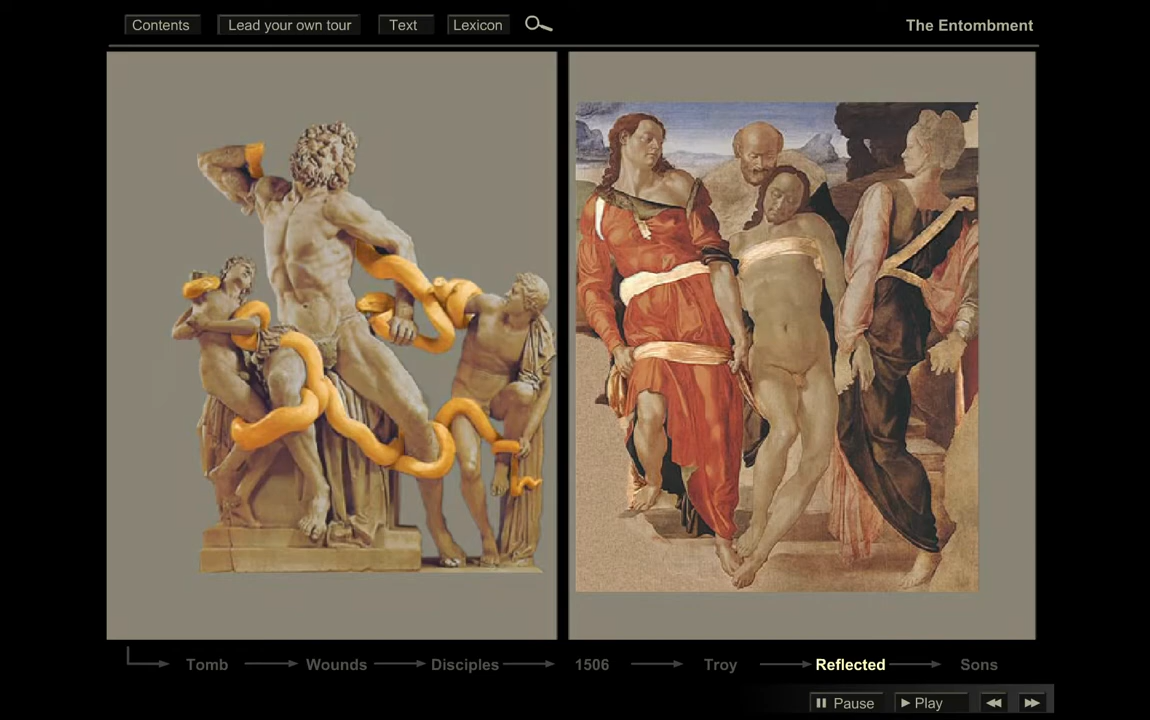 Contents Lead your own tour Text Lexicon The Entombment
Tomb Wounds Disciples 1506 Troy Reflected Sons
Pause Play